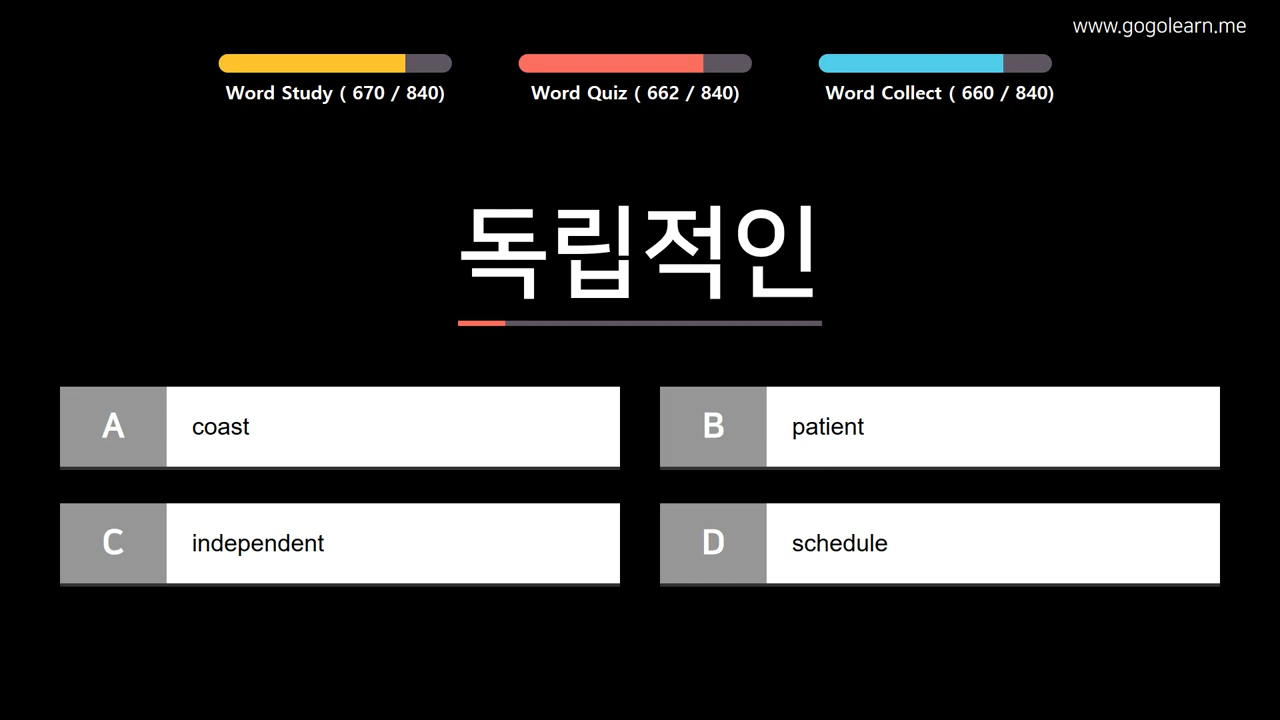 www.gogolearn.me
Word Study ( 670 / 840)
Word Quiz ( 662 / 840)
Word Collect ( 660 / 840)
독립적인
A
coast
B
patient
C
independent
D
schedule